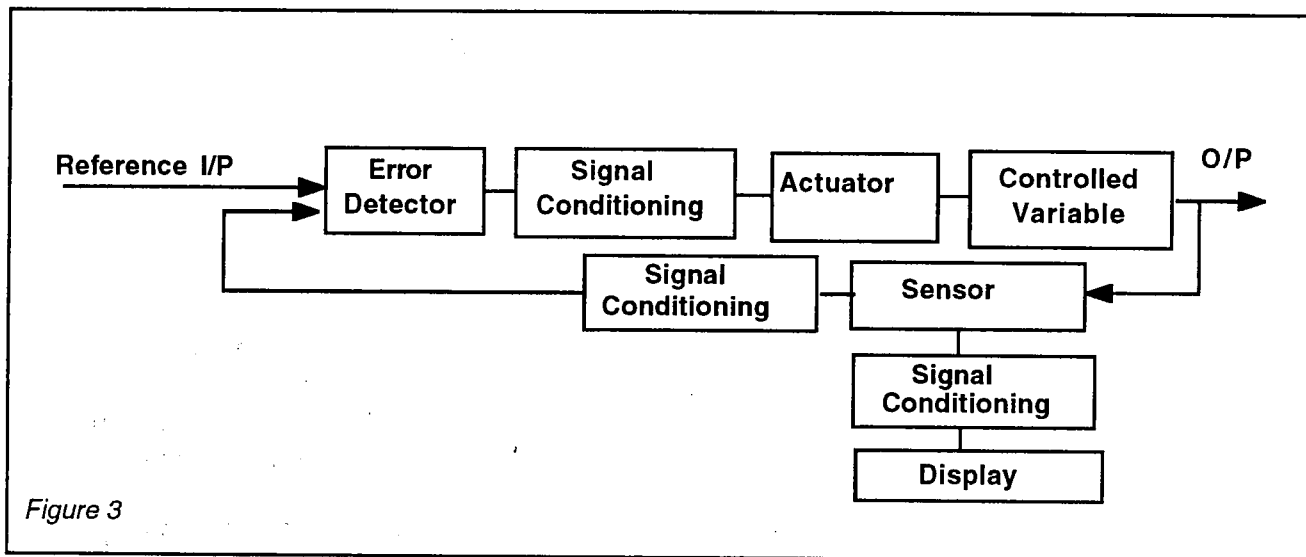 Reference I/P
Error
Detector
Signal
Conditioning
Actuator
Controlled
Variable
O/P
Signal
Conditioning
Sensor
Signal
Conditioning
Display
Figure 3